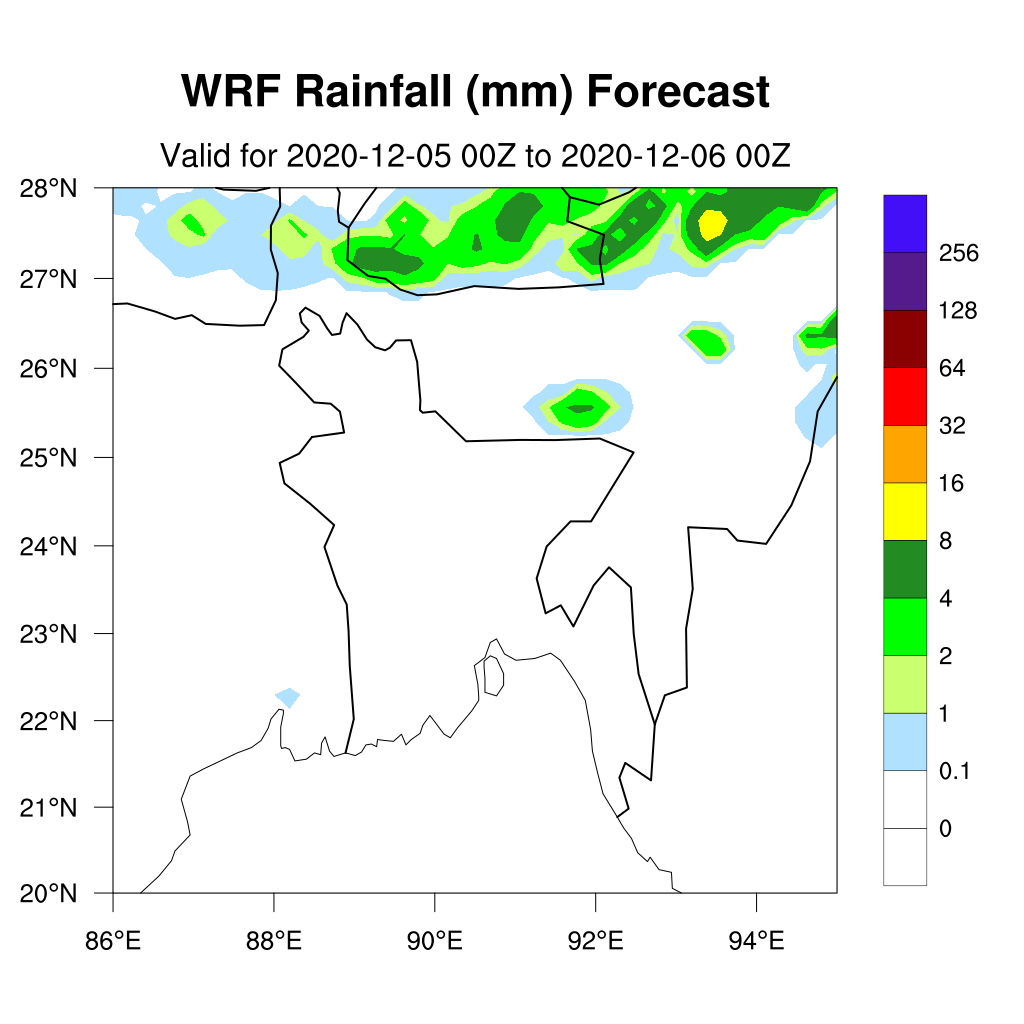 WRF Rainfall (mm) Forecast
Valid for 2020-12-05 00Z to 2020-12-06 00Z
28°N
27°N
26°N
25°N
24°N
23°N
22°N
21°N
20°N
86°E 88°E 90°E 92°E 94°E
256
128
64
32
16
8
4
2
1
0.1
0